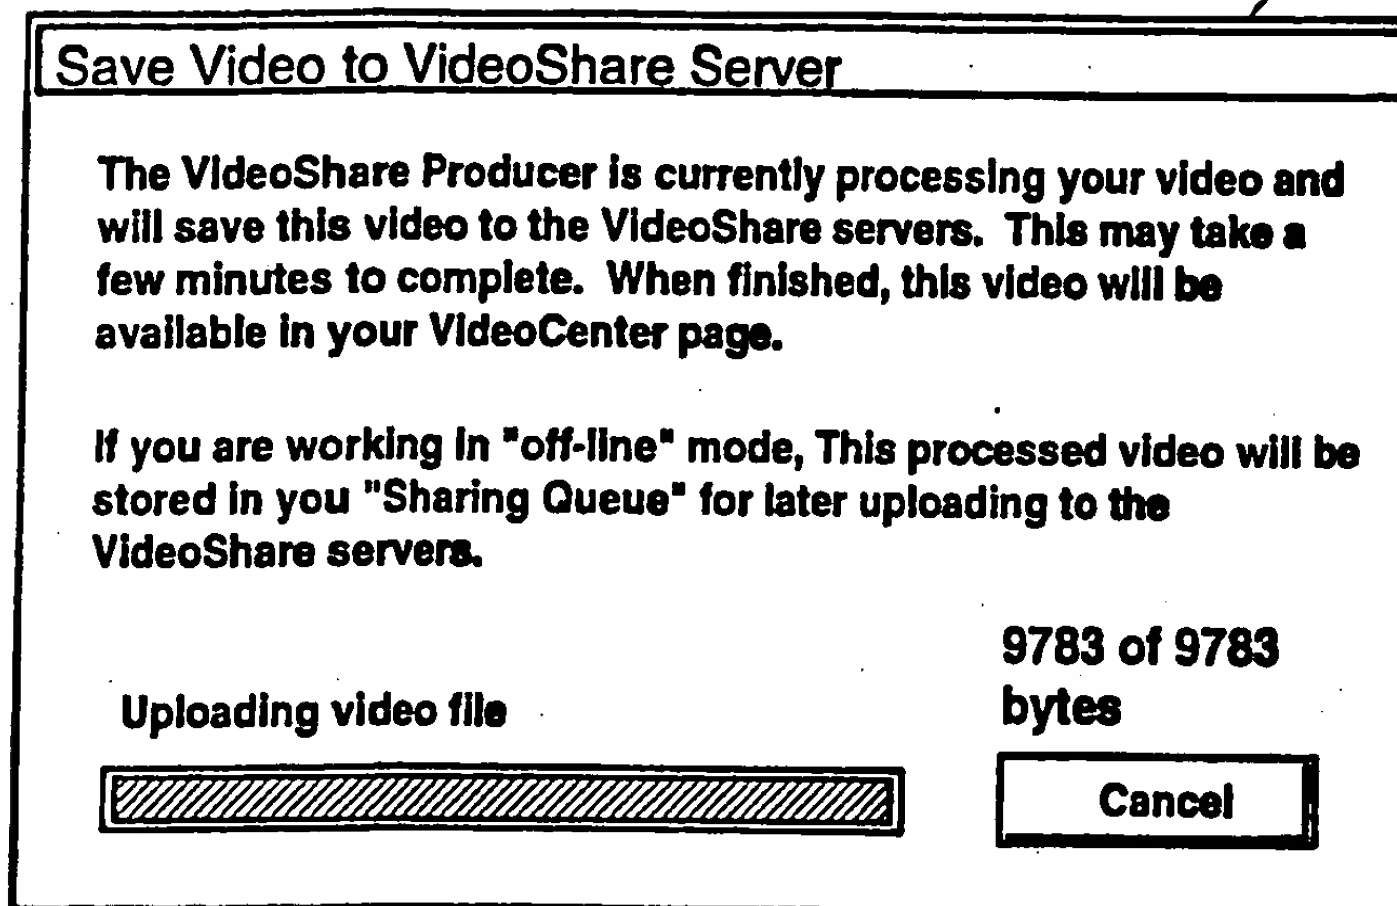 Save Video to VideoShare Server
The VideoShare Producer is currently processing your video and
will save this video to the VideoShare servers.  This may take a
few minutes to complete.  When finished, this video will be
available in your VideoCenter page.
If you are working in "off-line" mode, This processed video will be
stored in you "Sharing Queue" for later uploading to the
VideoShare servers.
9783 of 9783
bytes
Uploading video file
Cancel